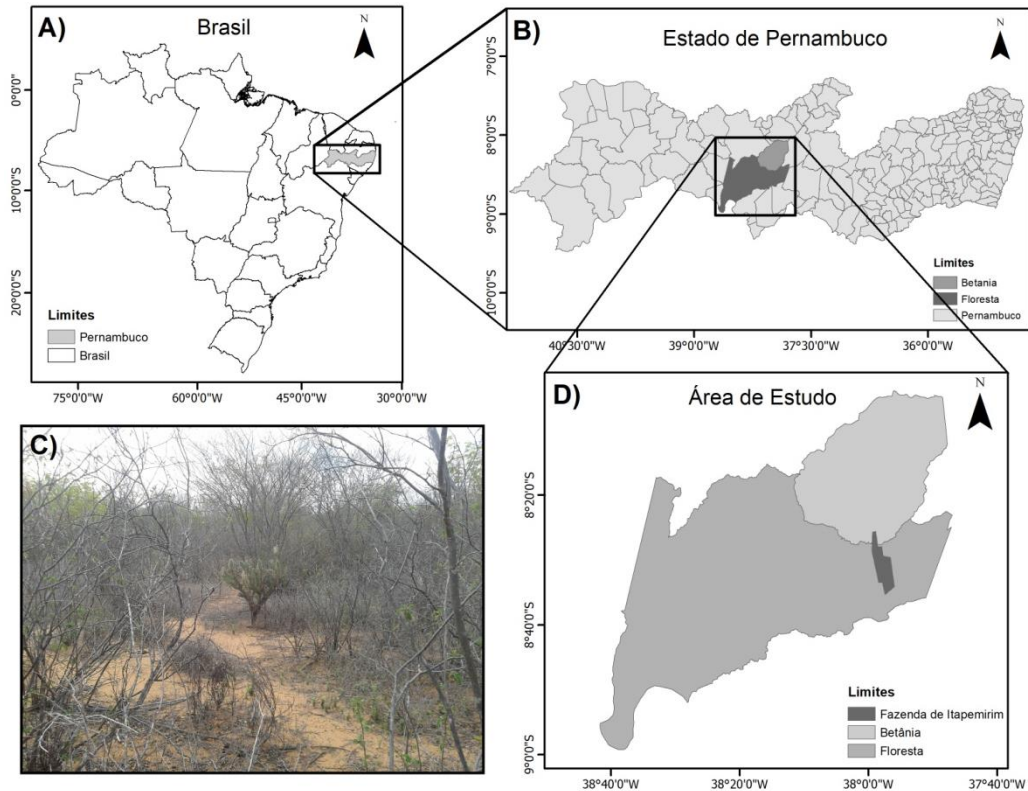 A)
Brasil
N
0°0'0"
10°0'0"S
20°0'0"S
Limites
Pernambuco
Brasil
75°0'0"W
60°0'0"W
45°0'0"W
30°0'0"W
B)
Estado de Pernambuco
N
7°0'0"S
8°0'0"S
9°0'0"S
10°0'0"S
Limites
Betania
Floresta
Pernambuco
40°30'0"W
39°0'0"W
37°30'0"W
36°0'0"W
C)
D)
Área de Estudo
N
8°20'0"S
8°40'0"S
9°0'0"S
Limites
Fazenda de Itapemirim
Betânia
Floresta
38°40'0"W
38°20'0"W
38°0'0"W
37°40'0"W